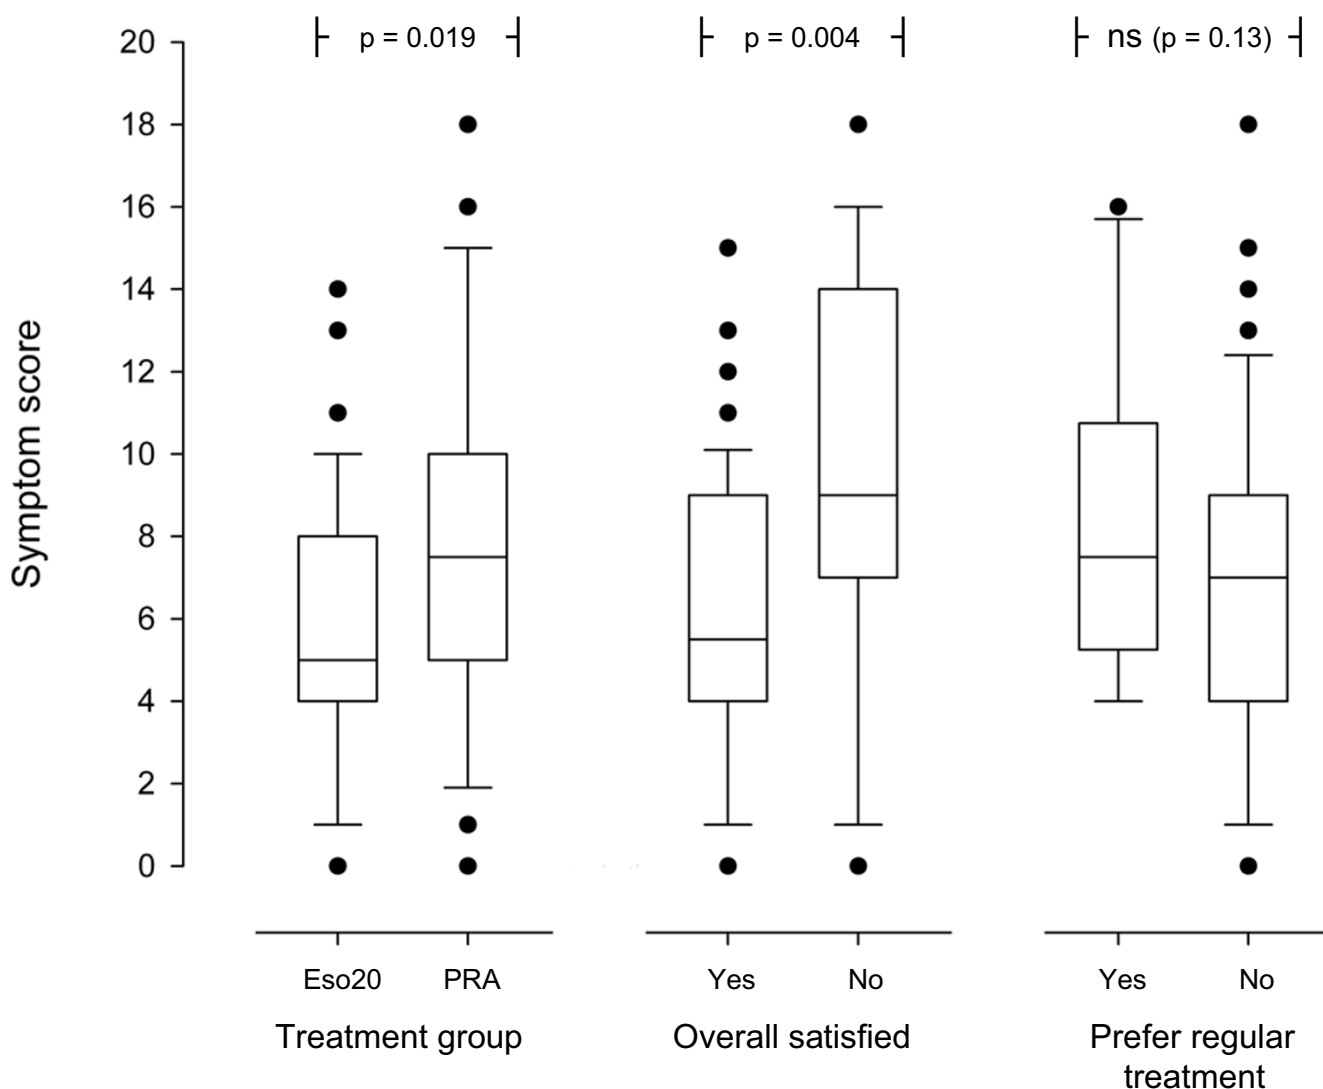 p = 0.019
p = 0.004
ns (p = 0.13)
20
18
16
14
12
10
8
6
4
2
0
Symptom score
Eso20 PRA
Yes No
Yes No
Treatment group
Overall satisfied
Prefer regular
treatment